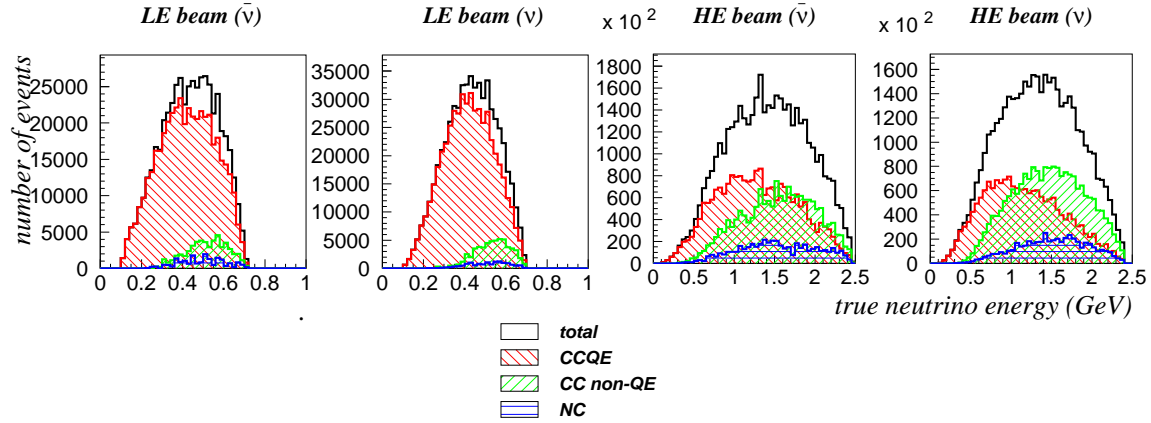 LE beam (ν̄)
LE beam (ν)
× 10²
HE beam (ν̄)
× 10²
HE beam (ν)
number of events
25000
20000
15000
10000
5000
0
0 0.2 0.4 0.6 0.8 1
35000
30000
25000
20000
15000
10000
5000
0
0 0.2 0.4 0.6 0.8 1
1800
1600
1400
1200
1000
800
600
400
200
0
0 0.5 1 1.5 2 2.5
1600
1400
1200
1000
800
600
400
200
0
0 0.5 1 1.5 2 2.5
true neutrino energy (GeV)
.
total
CCQE
CC non-QE
NC